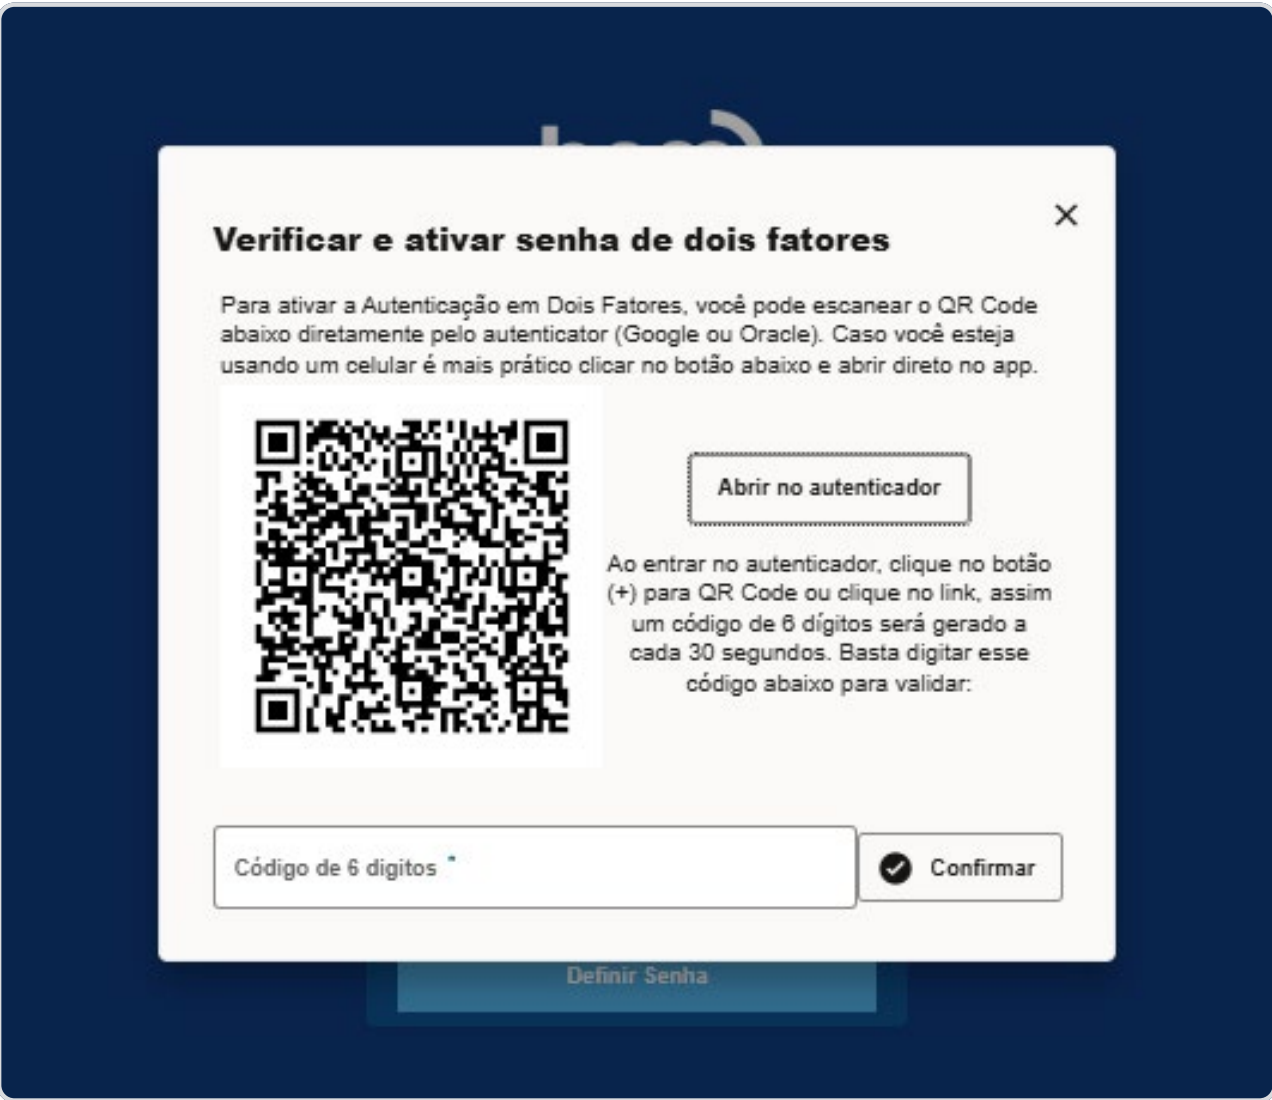 Verificar e ativar senha de dois fatores
Para ativar a Autenticação em Dois Fatores, você pode escanear o QR Code
abaixo diretamente pelo autenticator (Google ou Oracle). Caso você esteja
usando um celular é mais prático clicar no botão abaixo e abrir direto no app.
Abrir no autenticador
Ao entrar no autenticador, clique no botão
(+) para QR Code ou clique no link, assim
um código de 6 dígitos será gerado a
cada 30 segundos. Basta digitar esse
código abaixo para validar:
Código de 6 digitos *
Confirmar
Definir Senha